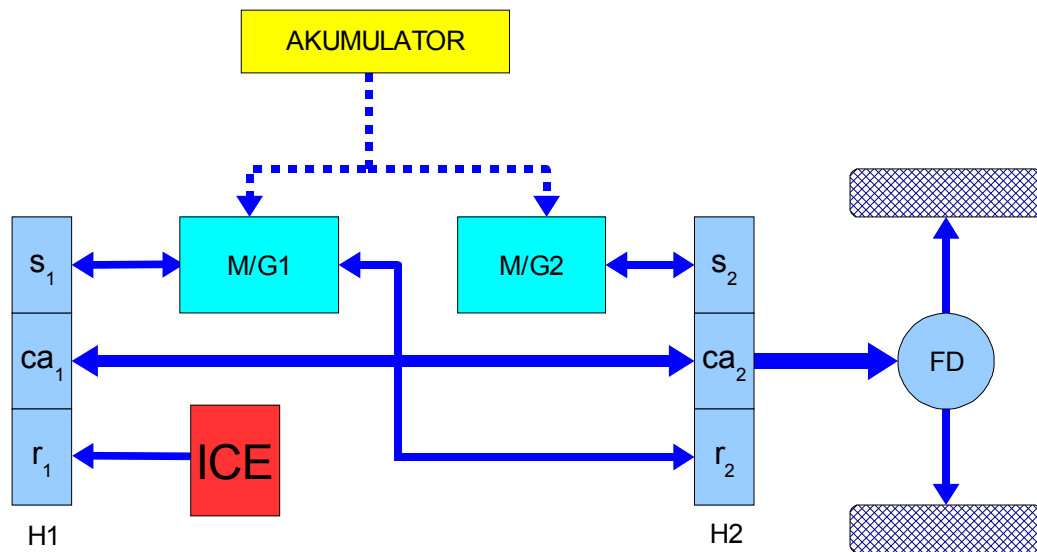 AKUMULATOR
s₁
M/G1
M/G2
s₂
ca₁
ca₂
FD
r₁
ICE
r₂
H1
H2